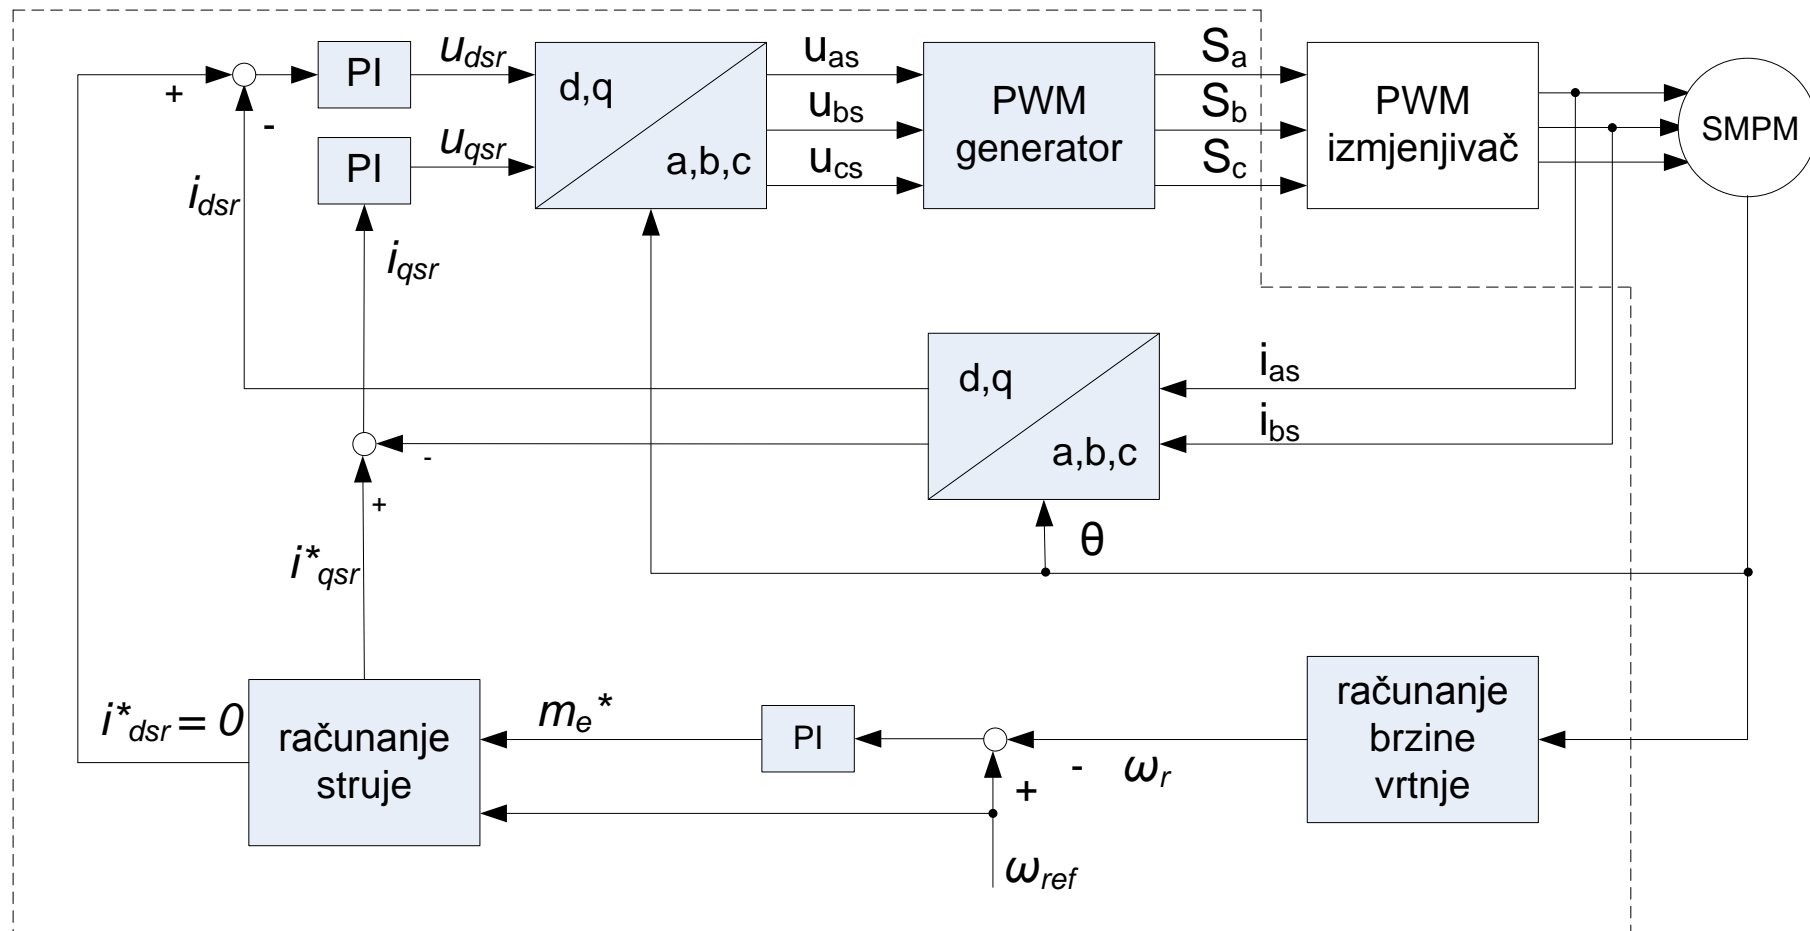 PI
u_dsr
d,q
a,b,c
u_as
u_bs
u_cs
PWM
generator
S_a
S_b
S_c
PWM
izmjenjivač
SMPM
+
-
PI
u_qsr
i_dsr
i_qsr
d,q
a,b,c
i_as
i_bs
-
+
θ
i*_qsr
i*_dsr = 0
računanje
struje
m_e*
PI
-
+
ω_r
ω_ref
računanje
brzine
vrtnje